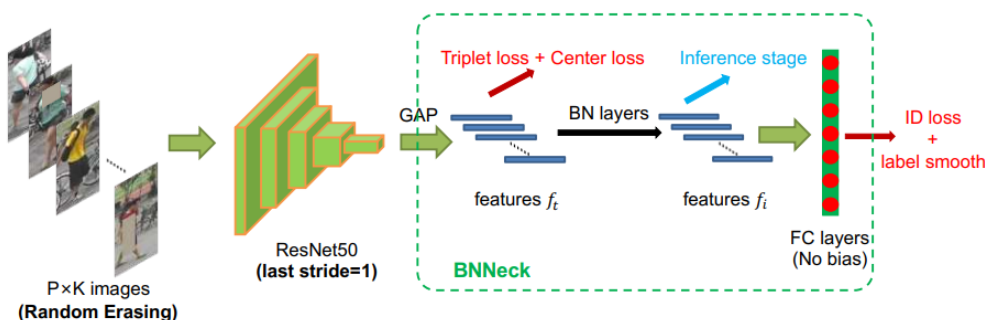 Triplet loss + Center loss
Inference stage
GAP
BN layers
ID loss
+
label smooth
features f_t
features f_i
ResNet50
(last stride=1)
BNNeck
FC layers
(No bias)
P×K images
(Random Erasing)